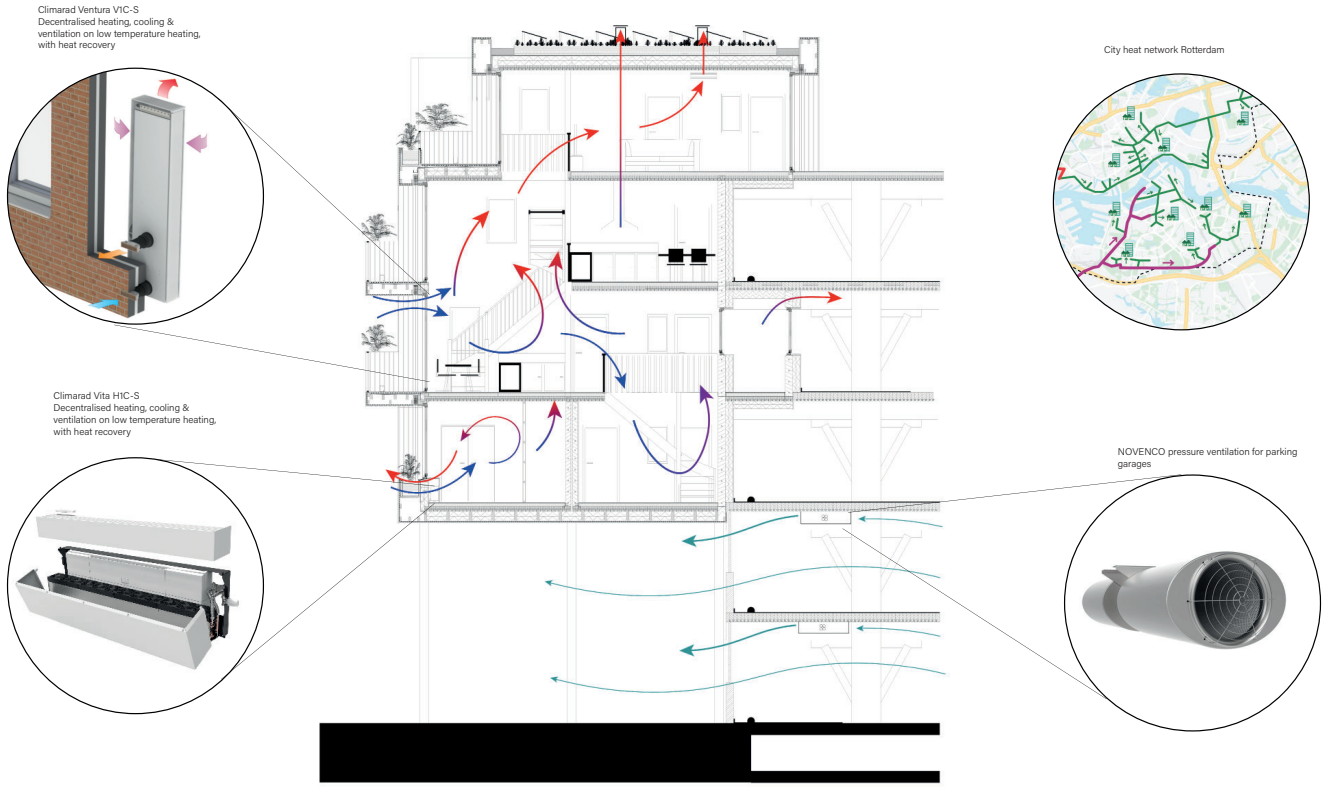 Climarad Ventura V1C-S
Decentralised heating, cooling &
ventilation on low temperature heating,
with heat recovery
City heat network Rotterdam
Climarad Vita H1C-S
Decentralised heating, cooling &
ventilation on low temperature heating,
with heat recovery
NOVENCO pressure ventilation for parking
garages